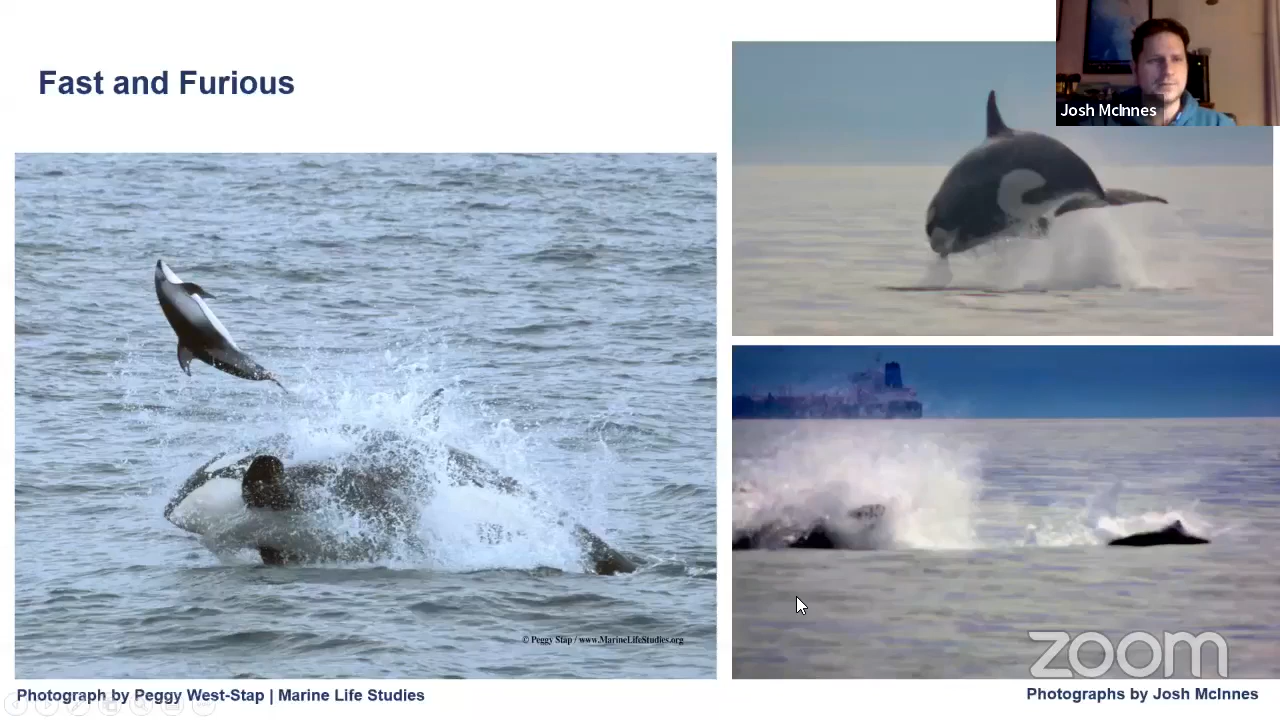 Fast and Furious
Josh McInnes
© Peggy Stap / www.MarineLifeStudies.org
zoom
Photograph by Peggy West-Stap | Marine Life Studies
Photographs by Josh McInnes